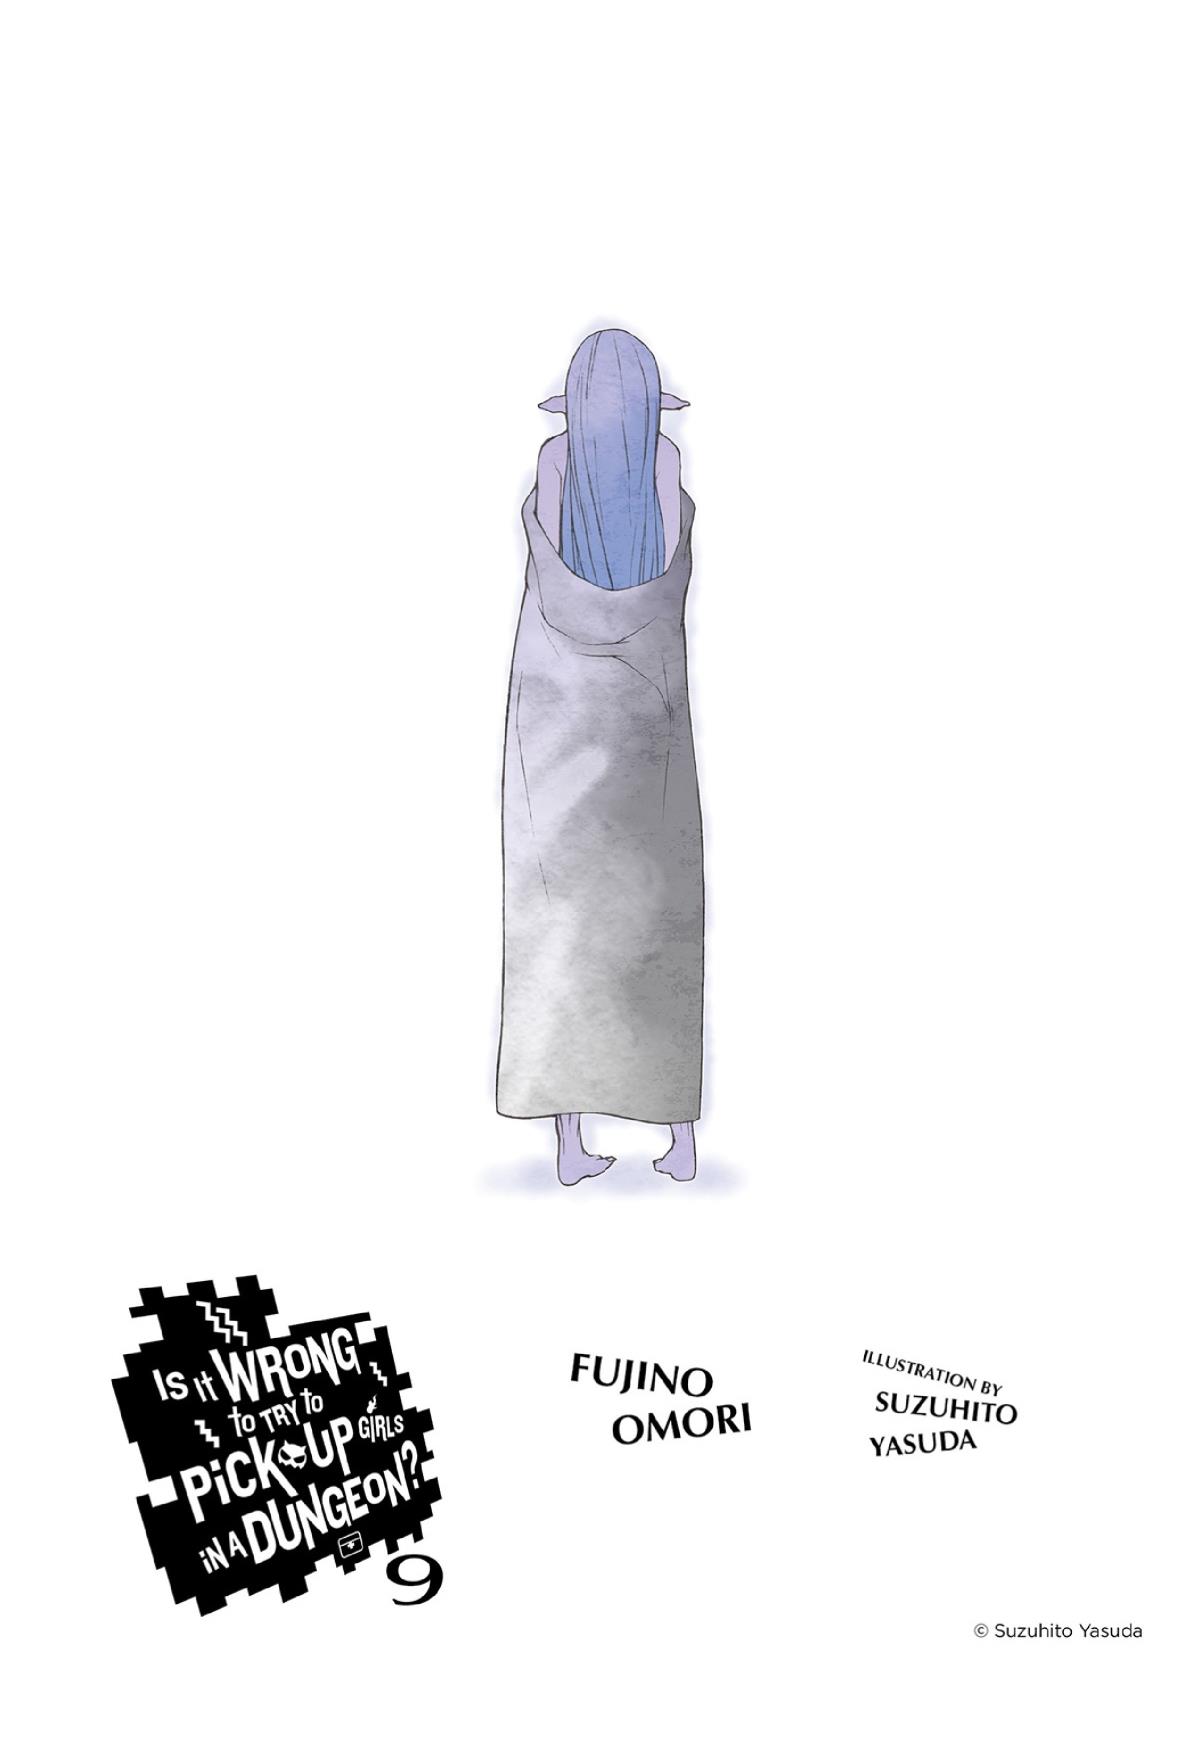 Is It WRONG
to TRY to
PiCK UP GiRLS
iN A DUNGEON?
9
FUJINO
OMORI
ILLUSTRATION BY
SUZUHITO
YASUDA
© Suzuhito Yasuda